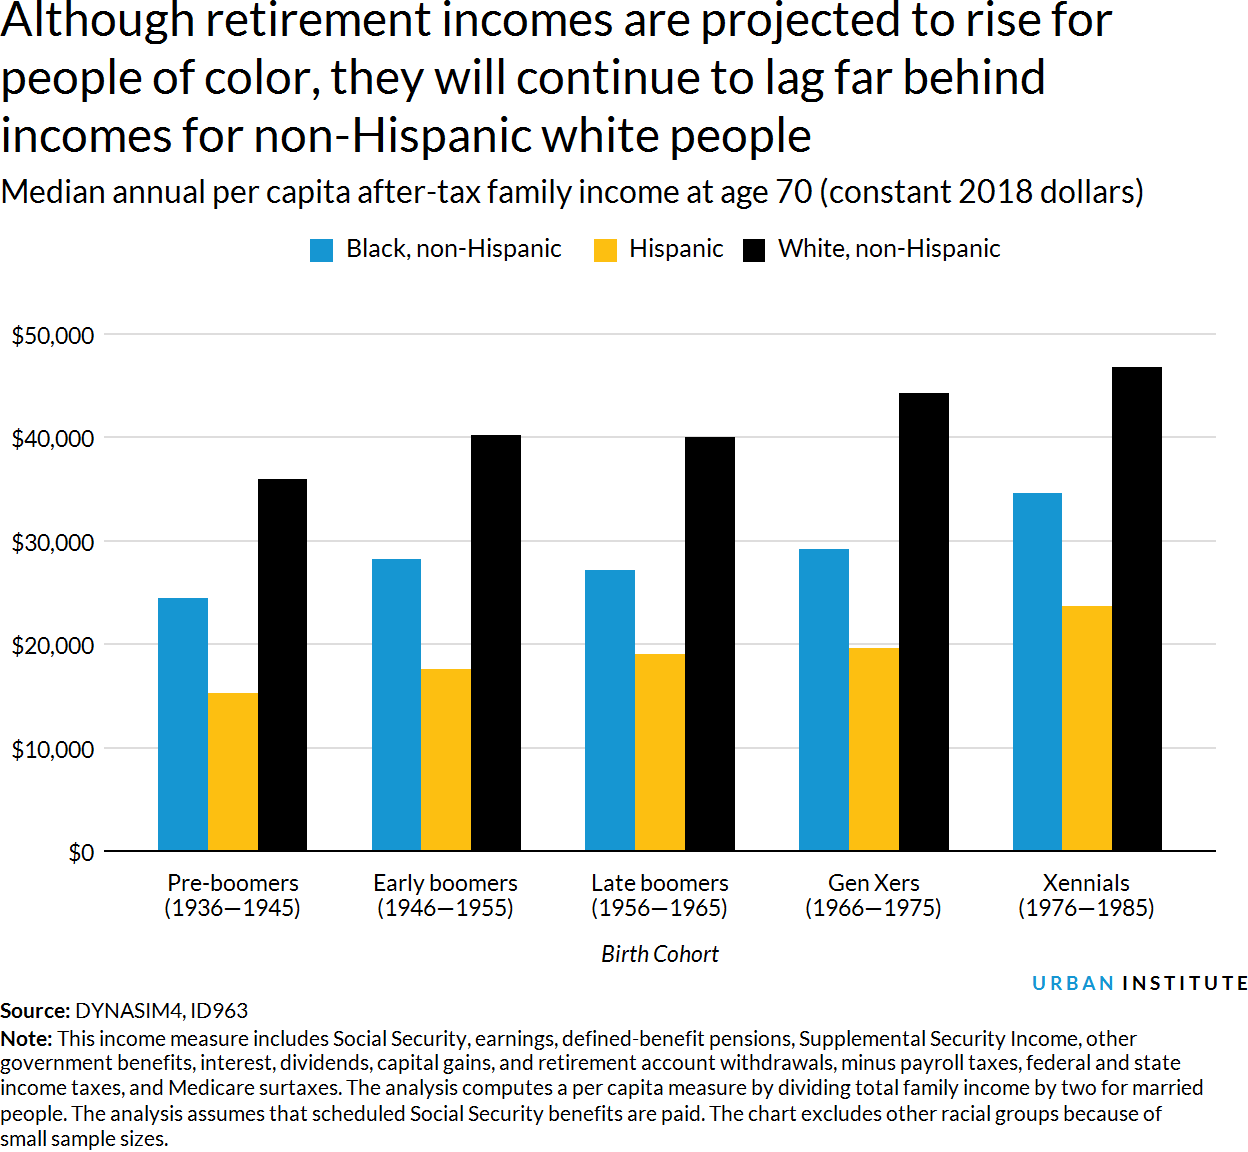 Although retirement incomes are projected to rise for
people of color, they will continue to lag far behind
incomes for non-Hispanic white people
Median annual per capita after-tax family income at age 70 (constant 2018 dollars)
Black, non-Hispanic Hispanic White, non-Hispanic
$50,000
$40,000
$30,000
$20,000
$10,000
$0
Pre-boomers Early boomers Late boomers Gen Xers Xennials
(1936—1945) (1946—1955) (1956—1965) (1966—1975) (1976—1985)
Birth Cohort
URBAN INSTITUTE
Source: DYNASIM4, ID963
Note: This income measure includes Social Security, earnings, defined-benefit pensions, Supplemental Security Income, other
government benefits, interest, dividends, capital gains, and retirement account withdrawals, minus payroll taxes, federal and state
income taxes, and Medicare surtaxes. The analysis computes a per capita measure by dividing total family income by two for married
people. The analysis assumes that scheduled Social Security benefits are paid. The chart excludes other racial groups because of
small sample sizes.